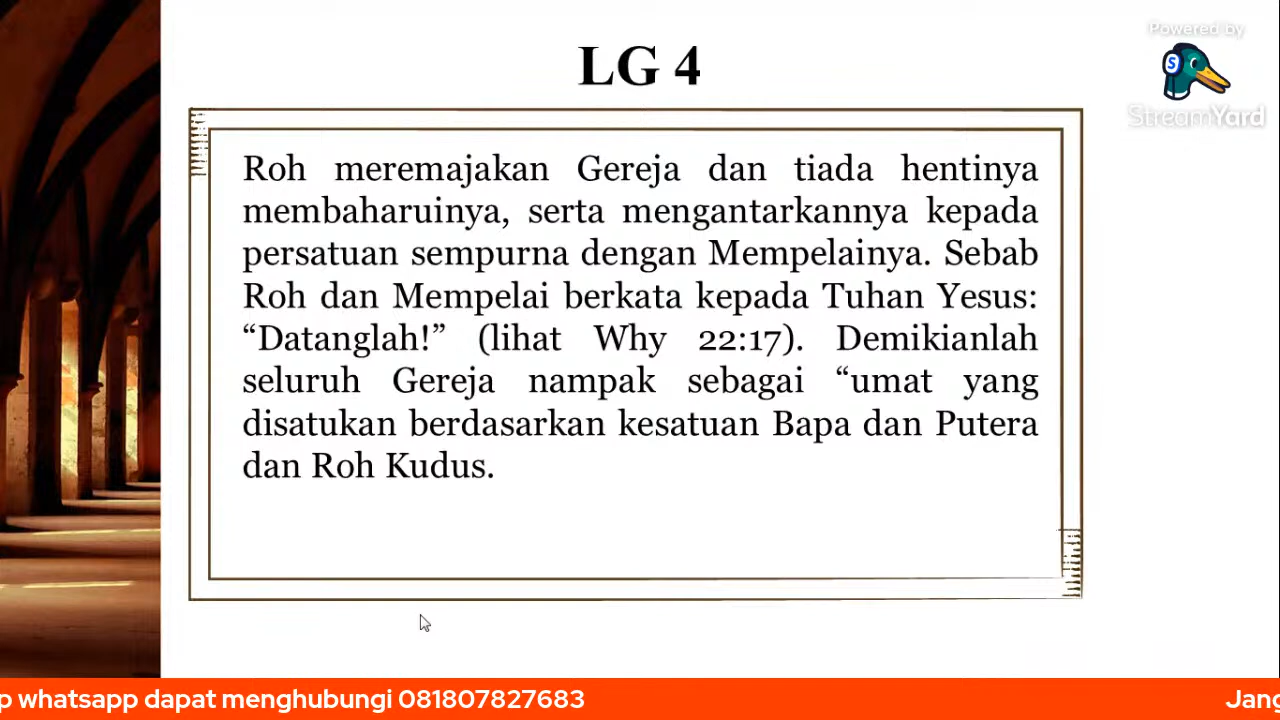 Powered by
StreamYard
LG 4
Roh meremajakan Gereja dan tiada hentinya
membaharuinya, serta mengantarkannya kepada
persatuan sempurna dengan Mempelainya. Sebab
Roh dan Mempelai berkata kepada Tuhan Yesus:
“Datanglah!” (lihat Why 22:17). Demikianlah
seluruh Gereja nampak sebagai “umat yang
disatukan berdasarkan kesatuan Bapa dan Putera
dan Roh Kudus.
whatsapp dapat menghubungi 081807827683